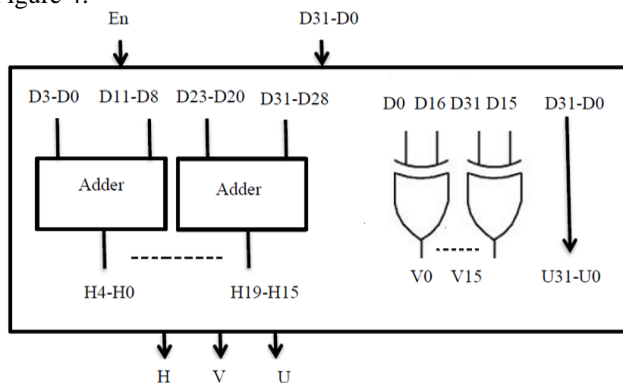 Figure 4.
En D31-D0
D3-D0 D11-D8 D23-D20 D31-D28 D0 D16 D31 D15 D31-D0
Adder Adder
V0 V15 U31-U0
H4-H0 H19-H15
H V U